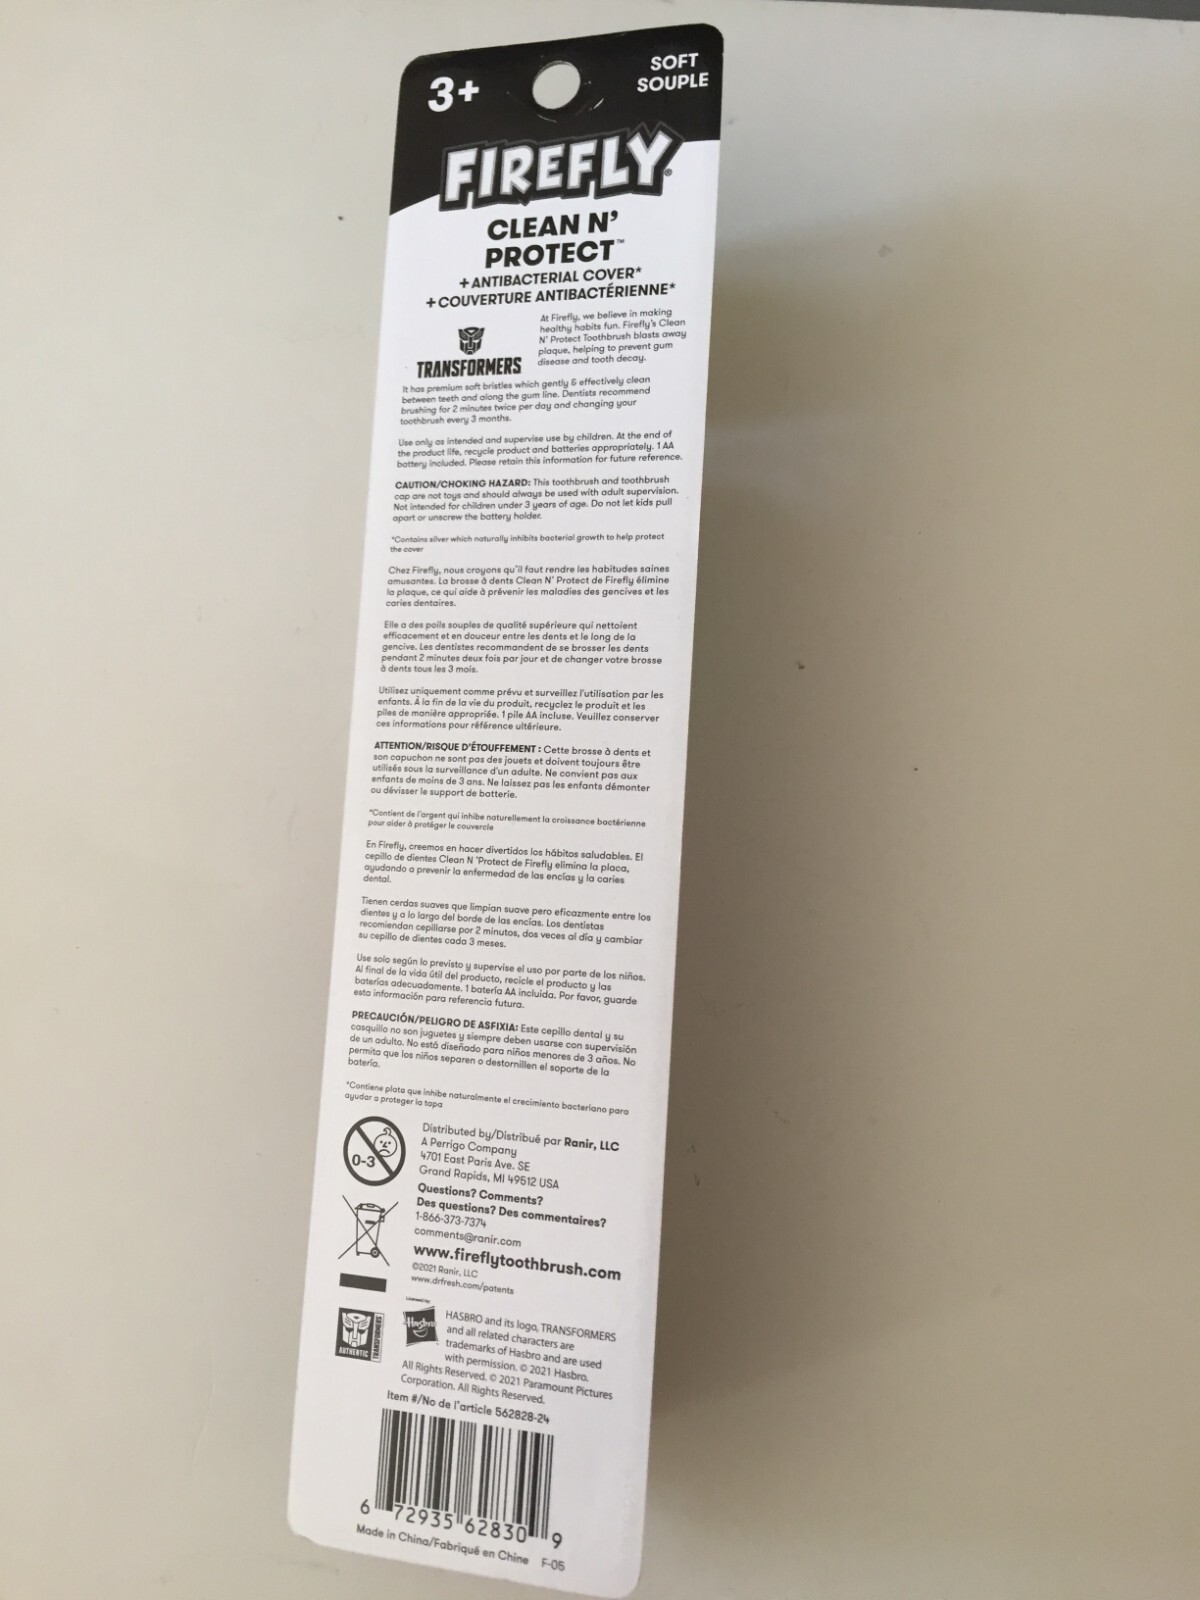 3+
SOFT
SOUPLE
FIREFLY®
CLEAN N'
PROTECT™
+ ANTIBACTERIAL COVER*
+ COUVERTURE ANTIBACTÉRIENNE*
TRANSFORMERS
At Firefly, we believe in making
healthy habits fun. Firefly's Clean
N' Protect Toothbrush blasts away
plaque, helping to prevent gum
disease and tooth decay.
It has premium soft bristles which gently & effectively clean
between teeth and along the gum line. Dentists recommend
brushing for 2 minutes twice per day and changing your
toothbrush every 3 months.
Use only as intended and supervise use by children. At the end of
the product life, recycle product and batteries appropriately. 1 AA
battery included. Please retain this information for future reference.
CAUTION/CHOKING HAZARD: This toothbrush and toothbrush
cap are not toys and should always be used with adult supervision.
Not intended for children under 3 years of age. Do not let kids pull
apart or unscrew the battery holder.
*Contains silver which naturally inhibits bacterial growth to help protect
the cover
Chez Firefly, nous croyons qu'il faut rendre les habitudes saines
amusantes. La brosse à dents Clean N' Protect de Firefly élimine
la plaque, ce qui aide à prévenir les maladies des gencives et les
caries dentaires.
Elle a des poils souples de qualité supérieure qui nettoient
efficacement et en douceur entre les dents et le long de la
gencive. Les dentistes recommandent de se brosser les dents
pendant 2 minutes deux fois par jour et de changer votre brosse
à dents tous les 3 mois.
Utilisez uniquement comme prévu et surveillez l'utilisation par les
enfants. À la fin de la vie du produit, recyclez le produit et les
piles de manière appropriée. 1 pile AA incluse. Veuillez conserver
ces informations pour référence ultérieure.
ATTENTION/RISQUE D'ÉTOUFFEMENT : Cette brosse à dents et
son capuchon ne sont pas des jouets et doivent toujours être
utilisés sous la surveillance d'un adulte. Ne convient pas aux
enfants de moins de 3 ans. Ne laissez pas les enfants démonter
ou dévisser le support de batterie.
*Contient de l'argent qui inhibe naturellement la croissance bactérienne
pour aider à protéger le couvercle
En Firefly, creemos en hacer divertidos los hábitos saludables. El
cepillo de dientes Clean N 'Protect de Firefly elimina la placa,
ayudando a prevenir la enfermedad de las encías y la caries
dental.
Tienen cerdas suaves que limpian suave pero eficazmente entre los
dientes y a lo largo del borde de las encías. Los dentistas
recomiendan cepillarse por 2 minutos, dos veces al día y cambiar
su cepillo de dientes cada 3 meses.
Use solo según lo previsto y supervise el uso por parte de los niños.
Al final de la vida útil del producto, recicle el producto y las
baterías adecuadamente. 1 batería AA incluida. Por favor, guarde
esta información para referencia futura.
PRECAUCIÓN/PELIGRO DE ASFIXIA: Este cepillo dental y su
casquillo no son juguetes y siempre deben usarse con supervisión
de un adulto. No está diseñado para niños menores de 3 años. No
permita que los niños separen o destornillen el soporte de la
batería.
*Contiene plata que inhibe naturalmente el crecimiento bacteriano para
ayudar a proteger la tapa
0-3
Distributed by/Distribué par Ranir, LLC
A Perrigo Company
4701 East Paris Ave. SE
Grand Rapids, MI 49512 USA
Questions? Comments?
Des questions? Des commentaires?
1-866-373-7374
comments@ranir.com
www.fireflytoothbrush.com
©2021 Ranir, LLC
www.drfresh.com/patents
AUTHENTIC
TRANSFORMERS
Licensed by:
Hasbro
HASBRO and its logo, TRANSFORMERS
and all related characters are
trademarks of Hasbro and are used
with permission. © 2021 Hasbro.
All Rights Reserved. © 2021 Paramount Pictures
Corporation. All Rights Reserved.
Item #/No de l'article 562828-24
6 72935 62830 9
Made in China/Fabriqué en Chine F-05